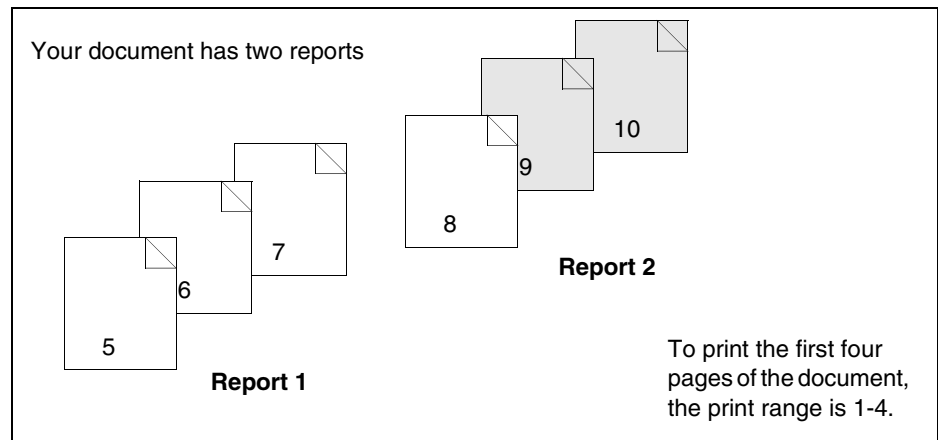 Your document has two reports
10
9
8
Report 2
7
6
5
Report 1
To print the first four
pages of the document,
the print range is 1-4.